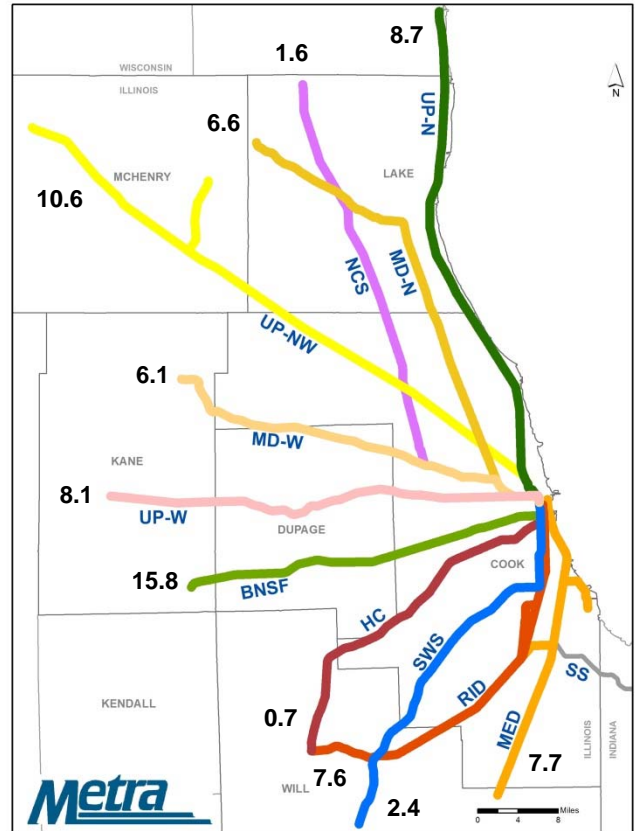 8.7
1.6
WISCONSIN
ILLINOIS
N
UP-N
6.6
LAKE
MCHENRY
10.6
NCS
MD-N
UP-NW
6.1
MD-W
KANE
8.1
UP-W
DUPAGE
15.8
BNSF
COOK
HC
SWS
SS
RID
KENDALL
0.7
MED
ILLINOIS
INDIANA
7.6
WILL
7.7
2.4
Metra
Miles
0 4 8